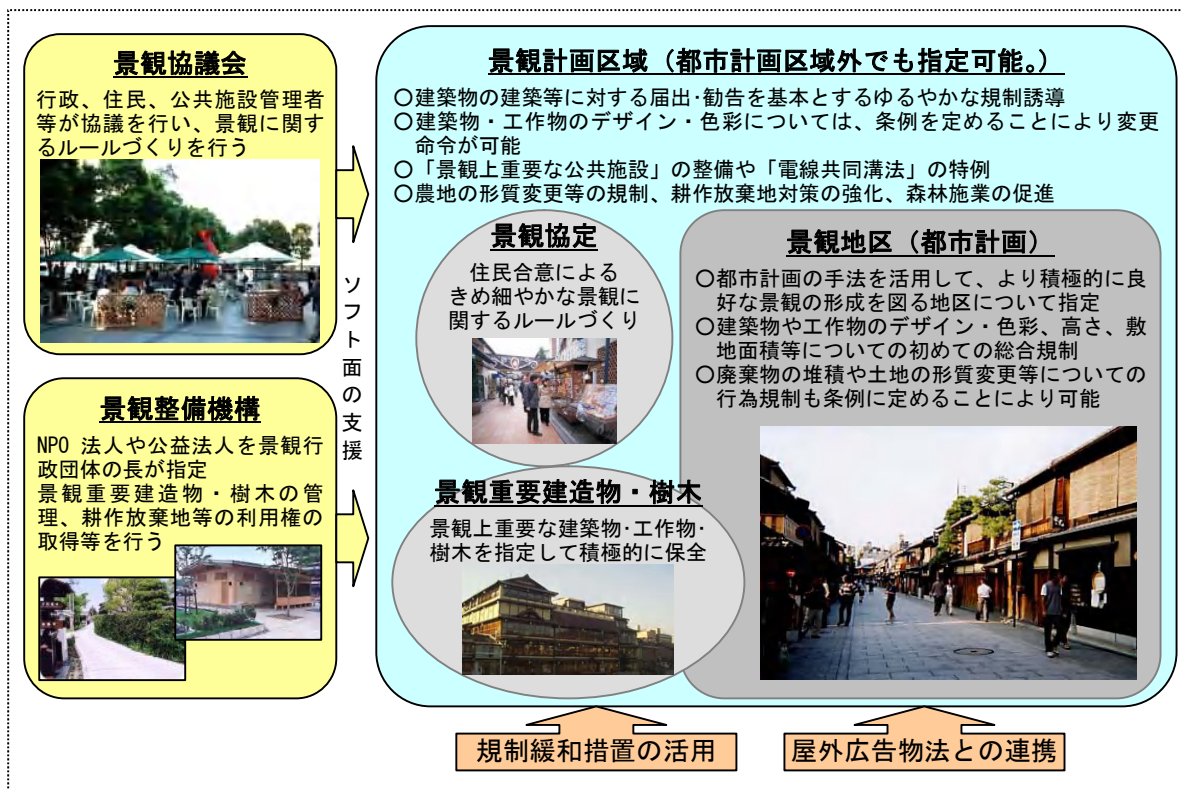 景観協議会
行政、住民、公共施設管理者
等が協議を行い、景観に関す
るルールづくりを行う
景観整備機構
NPO 法人や公益法人を景観行
政団体の長が指定
景観重要建造物・樹木の管
理、耕作放棄地等の利用権の
取得等を行う
ソフト面の支援
景観計画区域（都市計画区域外でも指定可能。）
○建築物の建築等に対する届出･勧告を基本とするゆるやかな規制誘導
○建築物・工作物のデザイン・色彩については、条例を定めることにより変更
命令が可能
○「景観上重要な公共施設」の整備や「電線共同溝法」の特例
○農地の形質変更等の規制、耕作放棄地対策の強化、森林施業の促進
景観協定
住民合意による
きめ細やかな景観に
関するルールづくり
景観重要建造物・樹木
景観上重要な建築物･工作物･
樹木を指定して積極的に保全
景観地区（都市計画）
○都市計画の手法を活用して、より積極的に良
好な景観の形成を図る地区について指定
○建築物や工作物のデザイン・色彩、高さ、敷
地面積等についての初めての総合規制
○廃棄物の堆積や土地の形質変更等についての
行為規制も条例に定めることにより可能
規制緩和措置の活用
屋外広告物法との連携